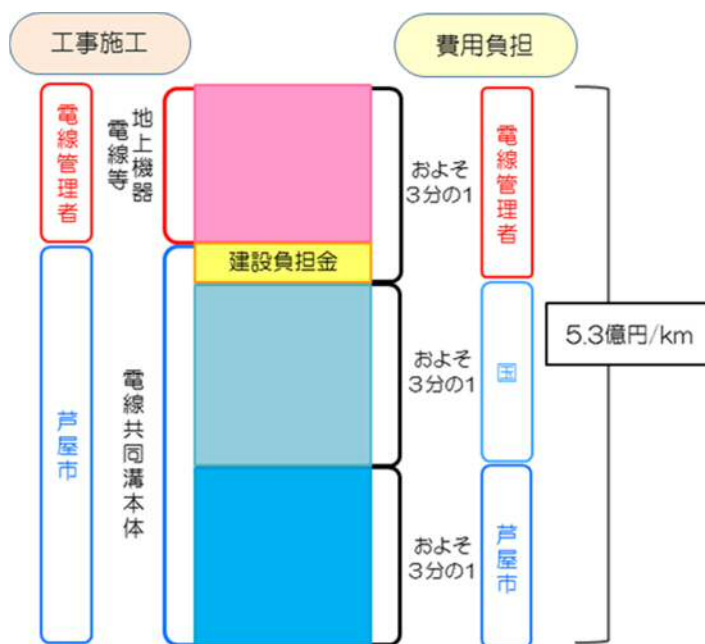 工事施工
費用負担
電線管理者
地上機器
電線等
およそ
3分の1
電線管理者
建設負担金
芦屋市
電線共同溝本体
およそ
3分の1
国
5.3億円/km
およそ
3分の1
芦屋市